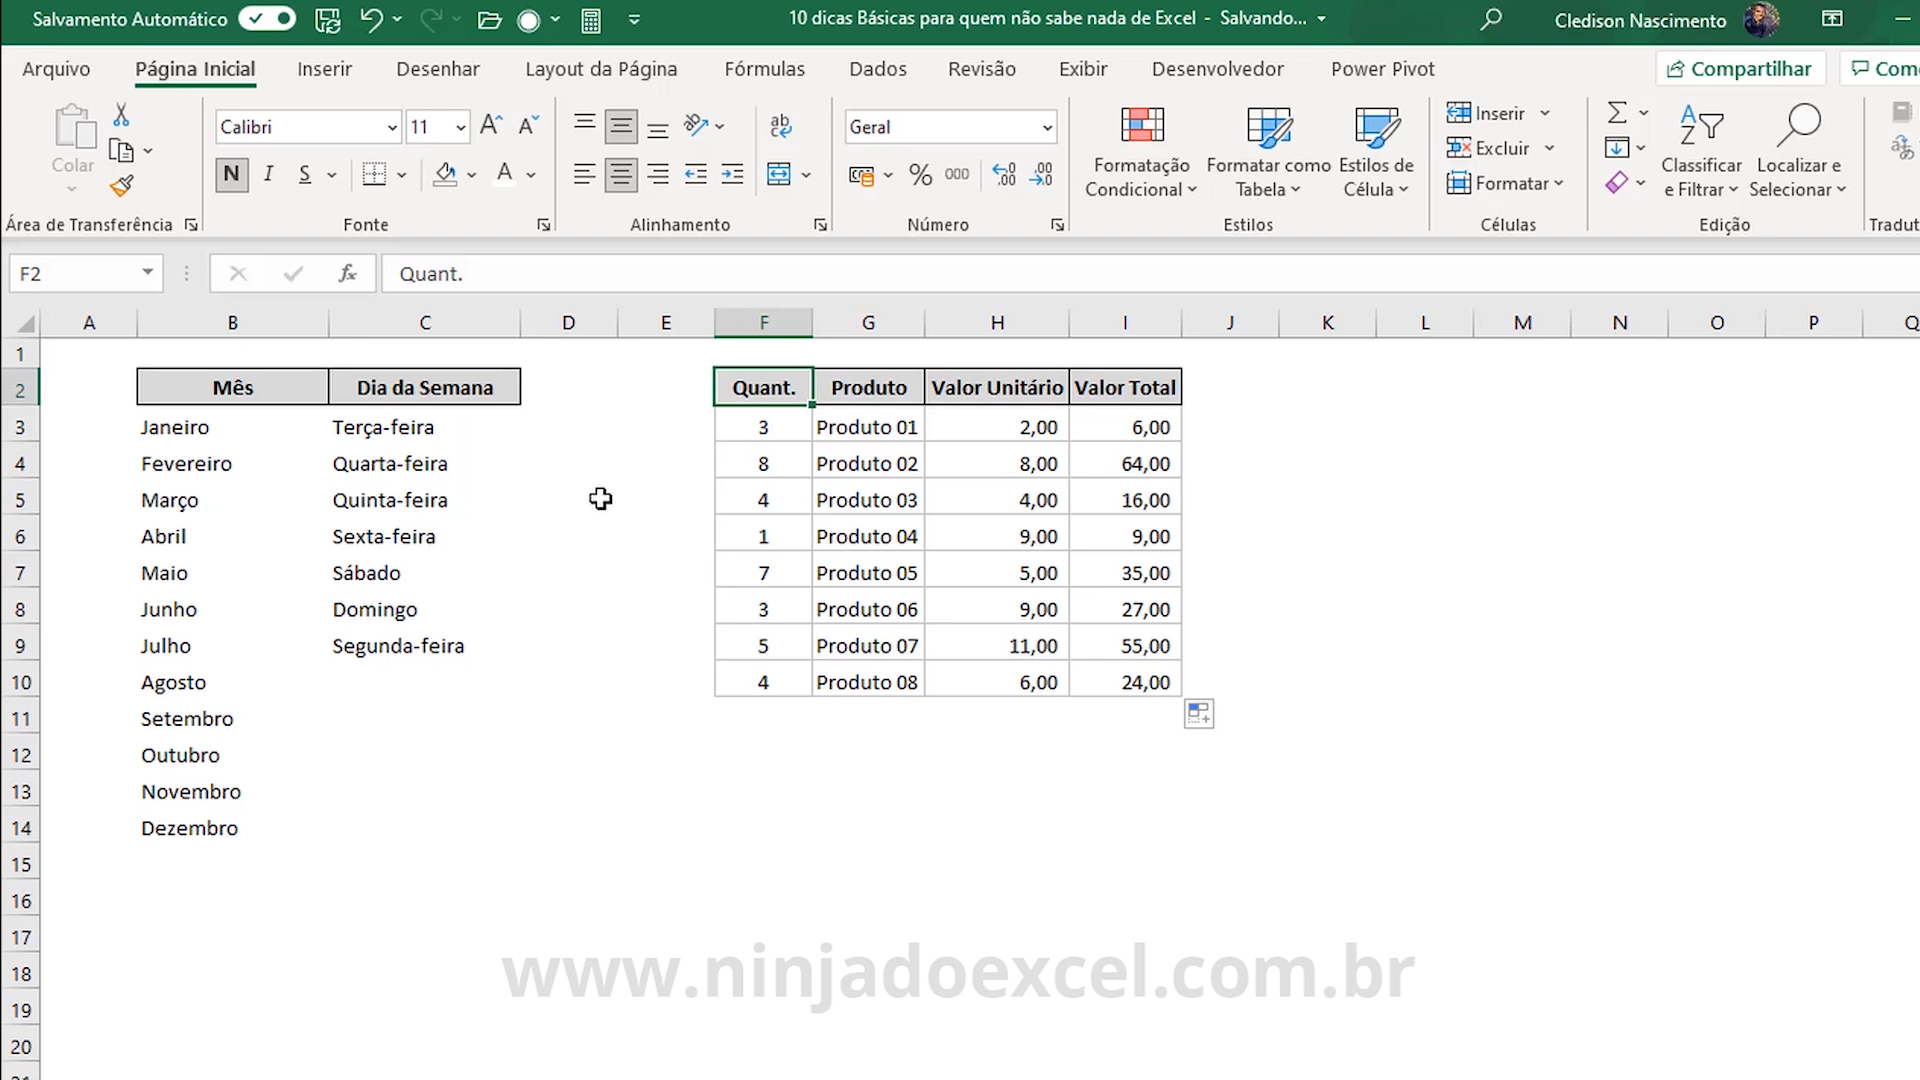 Salvamento Automático
10 dicas Básicas para quem não sabe nada de Excel - Salvando...
Cledison Nascimento
Arquivo Página Inicial Inserir Desenhar Layout da Página Fórmulas Dados Revisão Exibir Desenvolvedor Power Pivot Compartilhar Com
Colar
Calibri 11
N I S
Geral
% 000
Formatação Condicional
Formatar como Tabela
Estilos de Célula
Inserir
Excluir
Formatar
Classificar e Filtrar
Localizar e Selecionar
Área de Transferência Fonte Alinhamento Número Estilos Células Edição Tradut
F2 fx Quant.
A B C D E F G H I J K L M N O P Q
1
2 Mês Dia da Semana Quant. Produto Valor Unitário Valor Total
3 Janeiro Terça-feira 3 Produto 01 2,00 6,00
4 Fevereiro Quarta-feira 8 Produto 02 8,00 64,00
5 Março Quinta-feira 4 Produto 03 4,00 16,00
6 Abril Sexta-feira 1 Produto 04 9,00 9,00
7 Maio Sábado 7 Produto 05 5,00 35,00
8 Junho Domingo 3 Produto 06 9,00 27,00
9 Julho Segunda-feira 5 Produto 07 11,00 55,00
10 Agosto 4 Produto 08 6,00 24,00
11 Setembro
12 Outubro
13 Novembro
14 Dezembro
15
16
17
18
19
20
www.ninjadoexcel.com.br